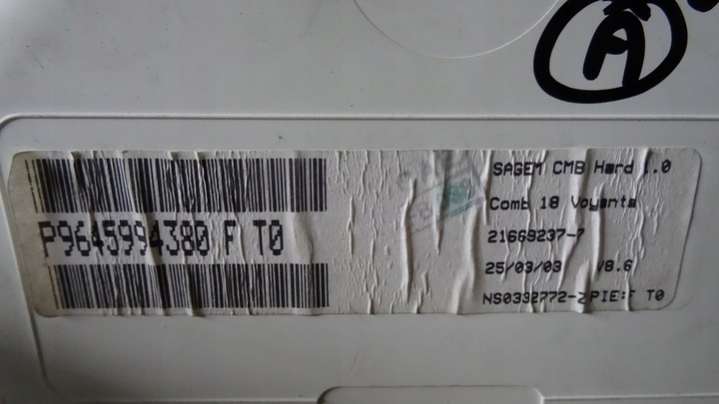 A
P9645994380 F T0
SAGEM CMB Hard 1.0
Comb 18 Voyants
21669237-7
25/03/03 V8.6
NS0332772-ZPIE:F T0